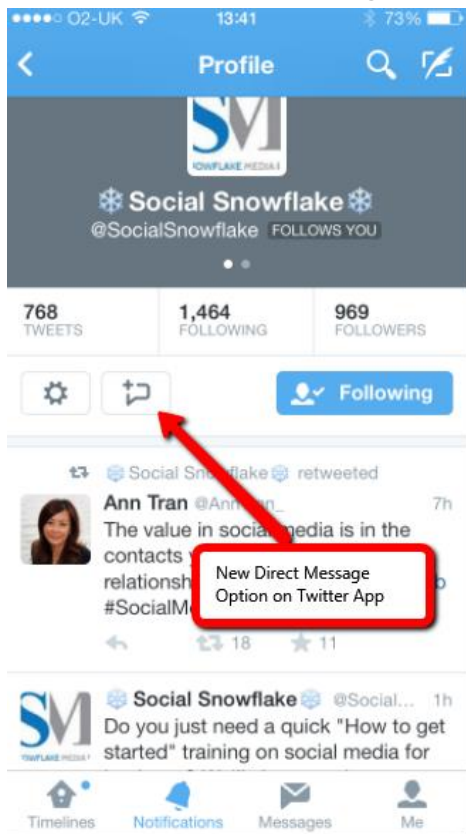 O2-UK 13:41 73%
Profile
SM
SNOWFLAKE MEDIA
Social Snowflake
@SocialSnowflake FOLLOWS YOU
768 1,464 969
TWEETS FOLLOWING FOLLOWERS
Following
Social Snowflake retweeted
Ann Tran @AnnTran_ 7h
The value in social media is in the
contacts
relationsh
#SocialM
New Direct Message
Option on Twitter App
18 11
SM
SNOWFLAKE MEDIA
Social Snowflake @Social... 1h
Do you just need a quick "How to get
started" training on social media for
Timelines Notifications Messages Me